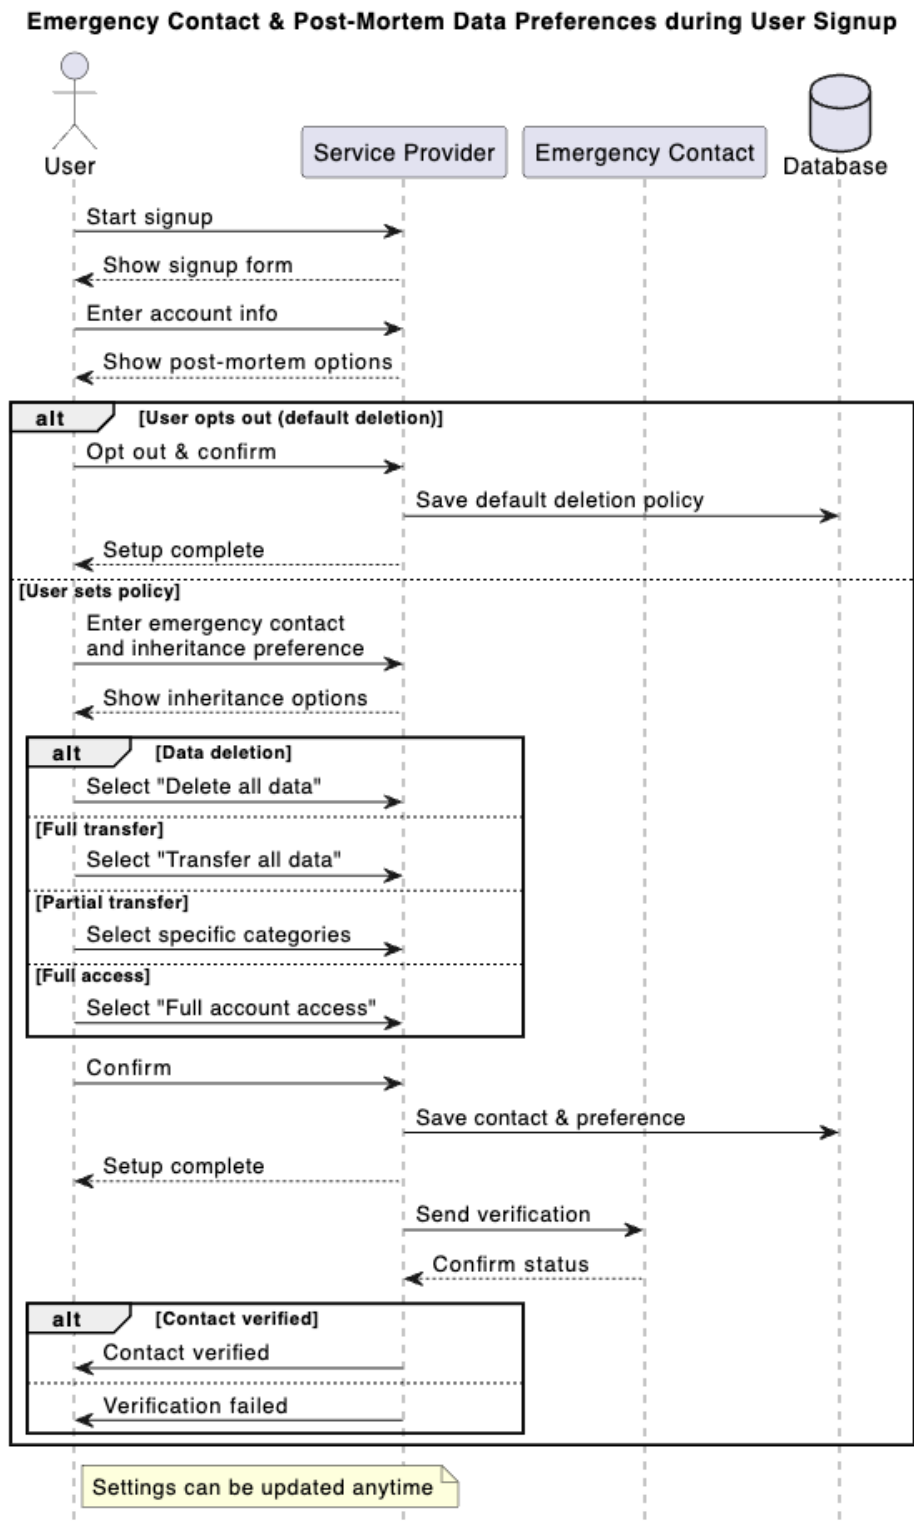 Emergency Contact & Post-Mortem Data Preferences during User Signup
User
Service Provider
Emergency Contact
Database
Start signup
Show signup form
Enter account info
Show post-mortem options
alt
[User opts out (default deletion)]
Opt out & confirm
Save default deletion policy
Setup complete
[User sets policy]
Enter emergency contact
and inheritance preference
Show inheritance options
alt
[Data deletion]
Select "Delete all data"
[Full transfer]
Select "Transfer all data"
[Partial transfer]
Select specific categories
[Full access]
Select "Full account access"
Confirm
Save contact & preference
Setup complete
Send verification
Confirm status
alt
[Contact verified]
Contact verified
Verification failed
Settings can be updated anytime